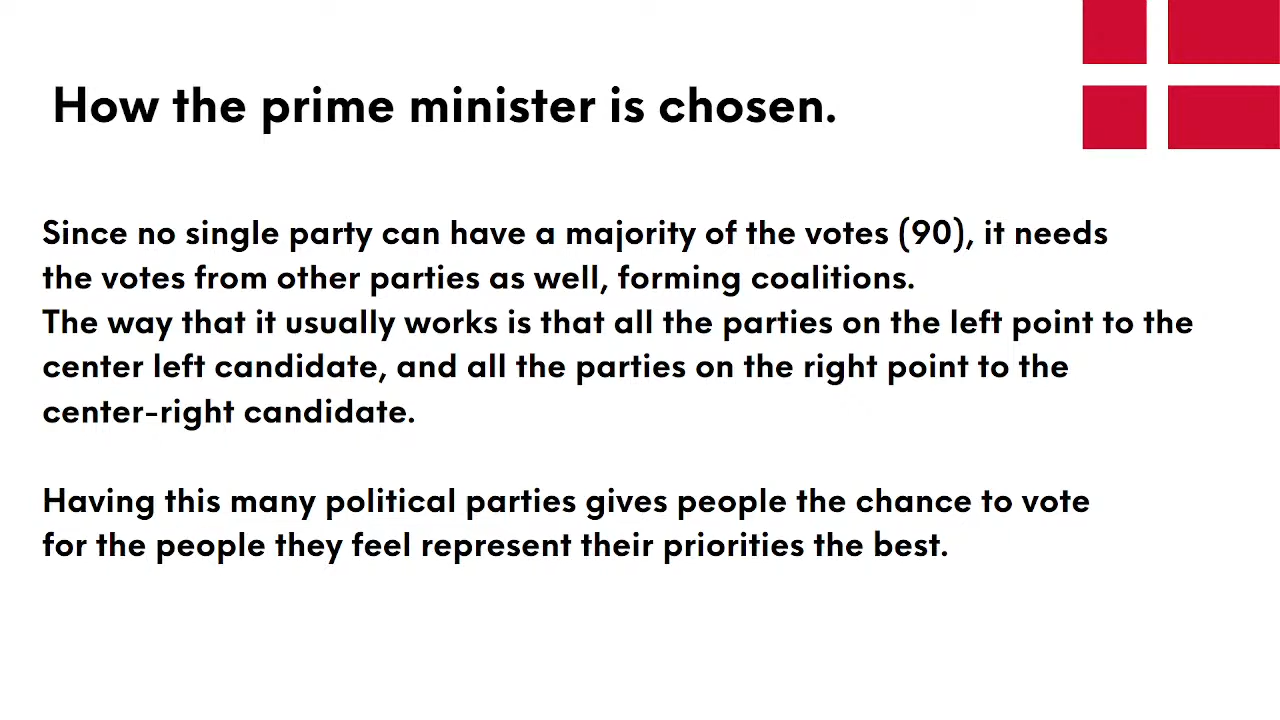 How the prime minister is chosen.
Since no single party can have a majority of the votes (90), it needs
the votes from other parties as well, forming coalitions.
The way that it usually works is that all the parties on the left point to the
center left candidate, and all the parties on the right point to the
center-right candidate.
Having this many political parties gives people the chance to vote
for the people they feel represent their priorities the best.